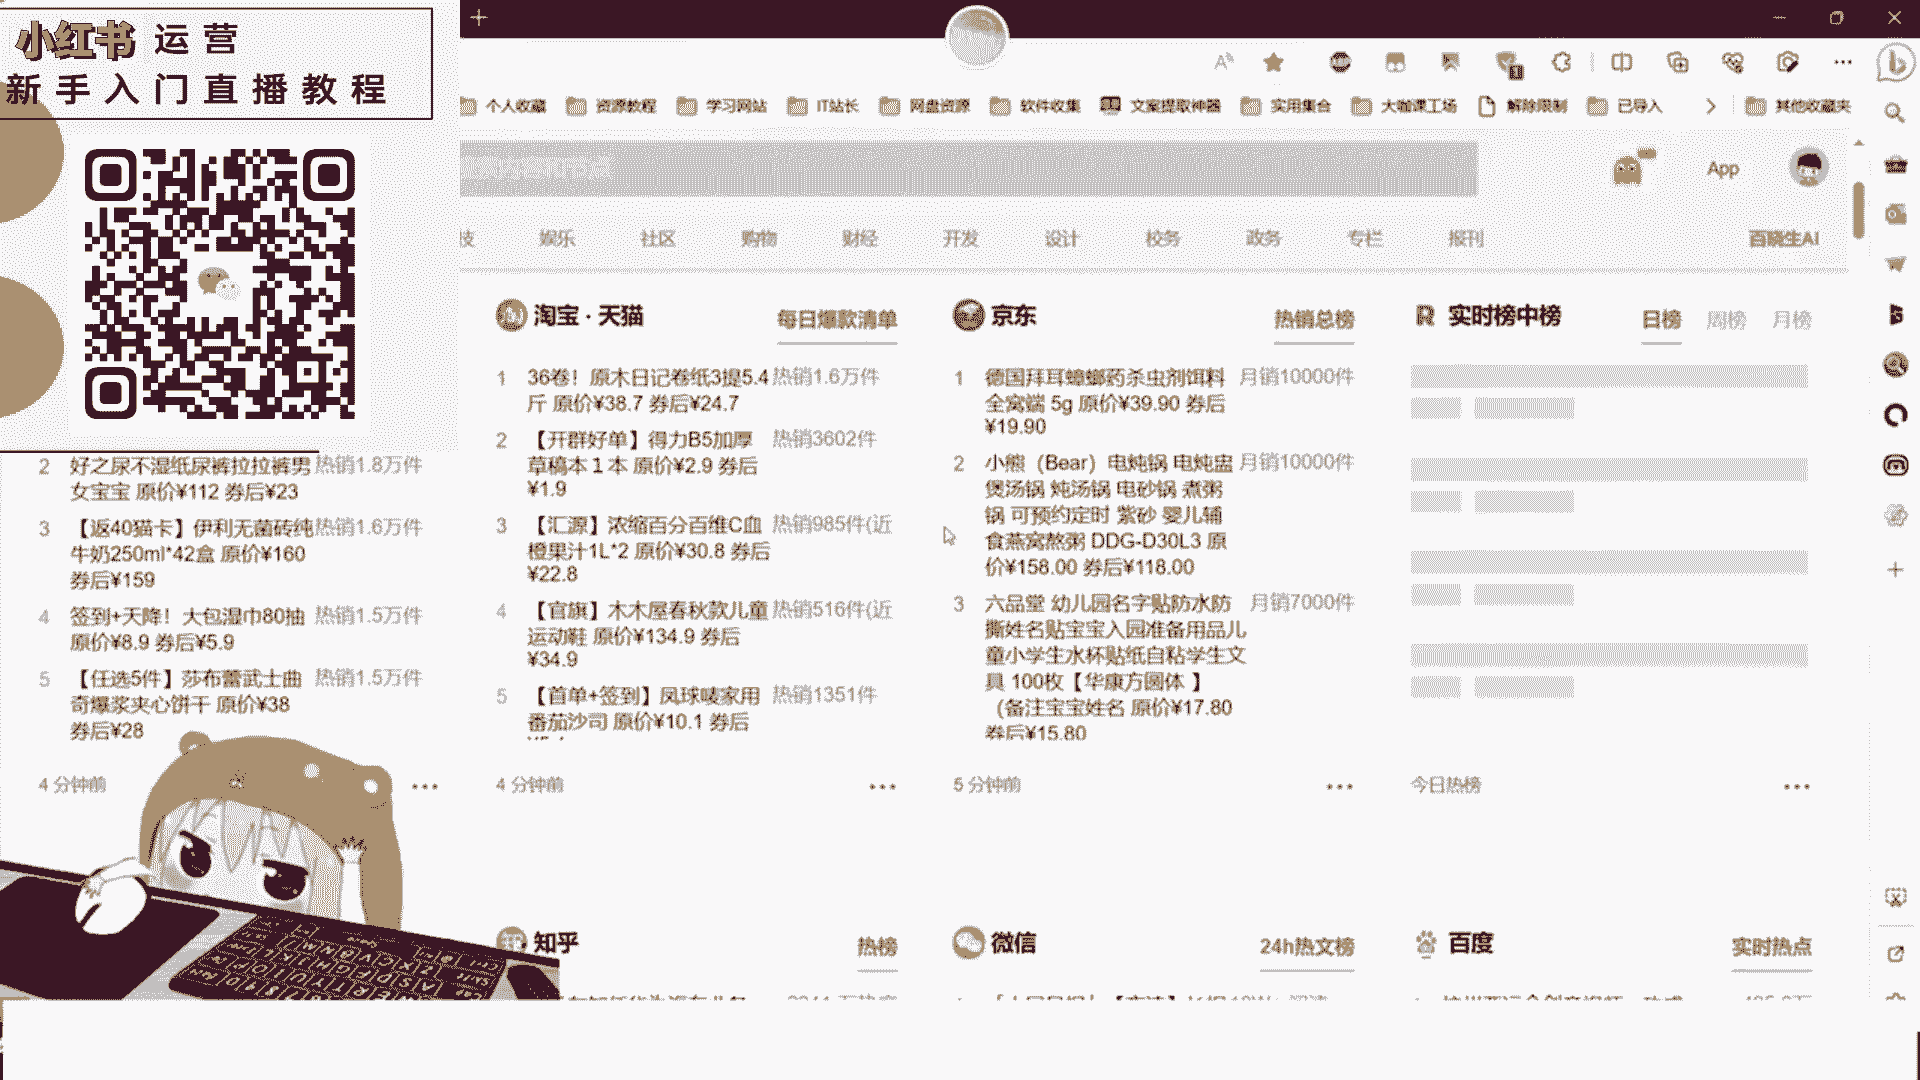 小红书 运营
新手入门直播教程
个人收藏
资源教程
学习网站
IT站长
网盘资源
软件收集
文案提取神器
实用集合
大咖课工场
解除限制
已导入
其他收藏夹
App
技
娱乐
社区
购物
财经
开发
设计
校务
政务
专栏
报刊
百晓生AI
2 好之尿不湿纸尿裤拉拉裤男 热销1.8万件
女宝宝 原价¥112 券后¥23
3 【返40猫卡】伊利无菌砖纯 热销1.6万件
牛奶250ml*42盒 原价¥160
券后¥159
4 签到+天降！大包湿巾80抽 热销1.5万件
原价¥8.9 券后¥5.9
5 【任选5件】莎布蕾武士曲 热销1.5万件
奇爆浆夹心饼干 原价¥38
券后¥28
4 分钟前
淘宝 · 天猫 每日爆款清单
1 36卷！原木日记卷纸3提5.4 热销1.6万件
斤 原价¥38.7 券后¥24.7
2 【开群好单】得力B5加厚 热销3602件
草稿本１本 原价¥2.9 券后
¥1.9
3 【汇源】浓缩百分百维C血 热销985件(近
橙果汁1L*2 原价¥30.8 券后
¥22.8
4 【官旗】木木屋春秋款儿童 热销516件(近
运动鞋 原价¥134.9 券后
¥34.9
5 【首单+签到】凤球唛家用 热销1351件
番茄沙司 原价¥10.1 券后
4 分钟前
京东 热销总榜
1 德国拜耳蟑螂药杀虫剂饵料 月销10000件
全窝端 5g 原价¥39.90 券后
¥19.90
2 小熊（Bear）电炖锅 电炖盅 月销10000件
煲汤锅 炖汤锅 电砂锅 煮粥
锅 可预约定时 紫砂 婴儿辅
食燕窝熬粥 DDG-D30L3 原
价¥158.00 券后¥118.00
3 六品堂 幼儿园名字贴防水防 月销7000件
撕姓名贴宝宝入园准备用品儿
童小学生水杯贴纸自粘学生文
具 100枚【华康方圆体 】
（备注宝宝姓名 原价¥17.80
券后¥15.80
5 分钟前
实时榜中榜 日榜 周榜 月榜
今日热榜
知乎 热榜
微信 24h热文榜
百度 实时热点